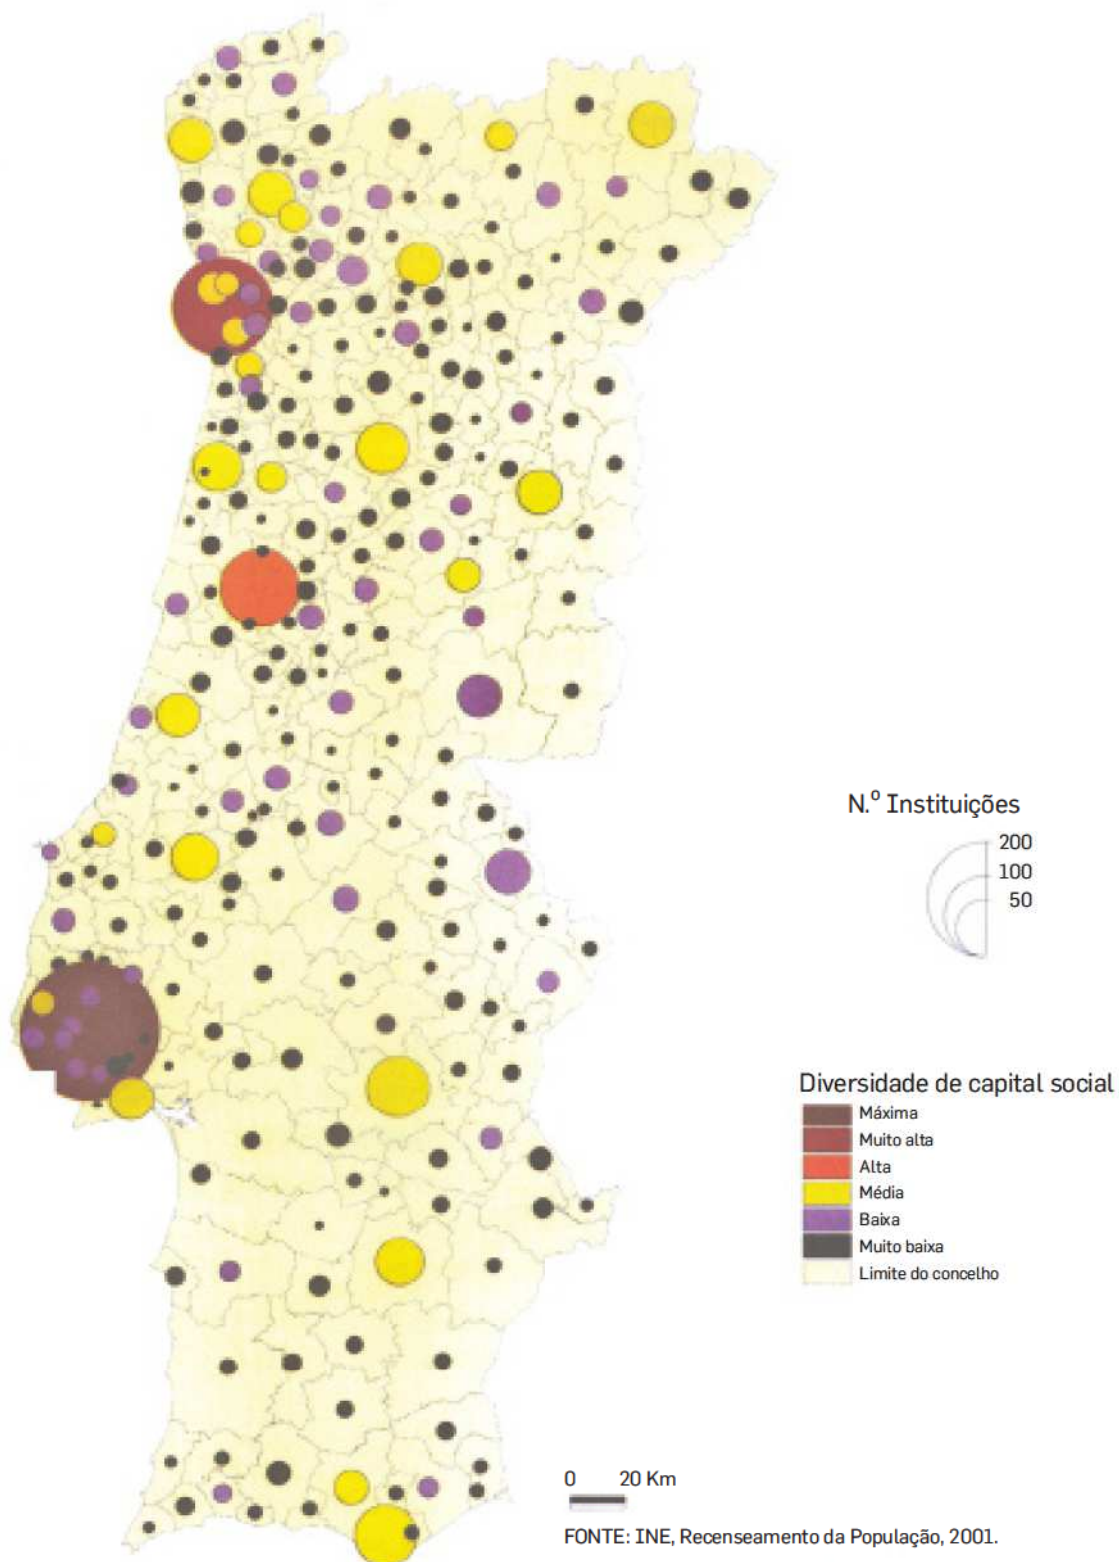 N.º Instituições
200
100
50
Diversidade de capital social
Máxima
Muito alta
Alta
Média
Baixa
Muito baixa
Limite do concelho
0 20 Km
FONTE: INE, Recenseamento da População, 2001.